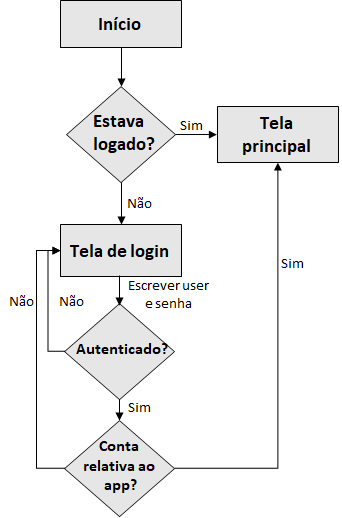 Início
Estava
logado?
Sim
Tela
principal
Não
Tela de login
Escrever user
e senha
Não
Não
Autenticado?
Sim
Sim
Conta
relativa ao
app?